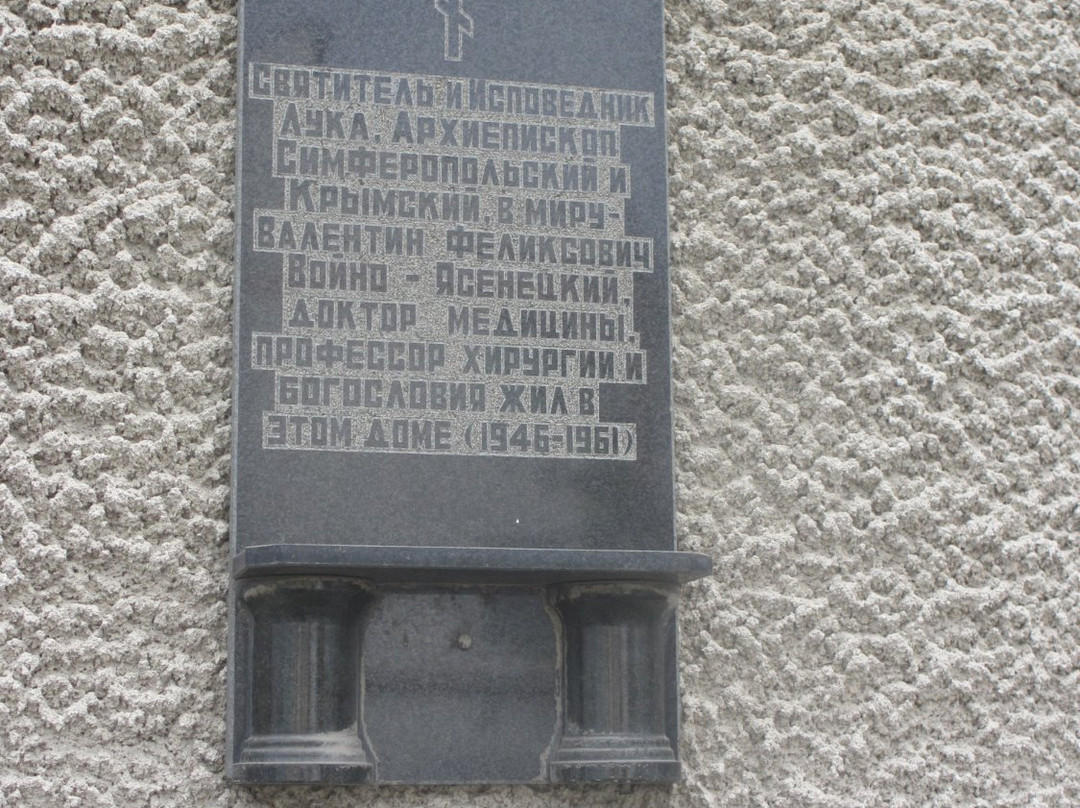 Святитель и Исповедник
Лука, Архиепископ
Симферопольский и
Крымский, в миру-
Валентин Феликсович
Войно - Ясенецкий,
доктор медицины,
профессор хирургии и
богословия жил в
этом доме (1946-1961)